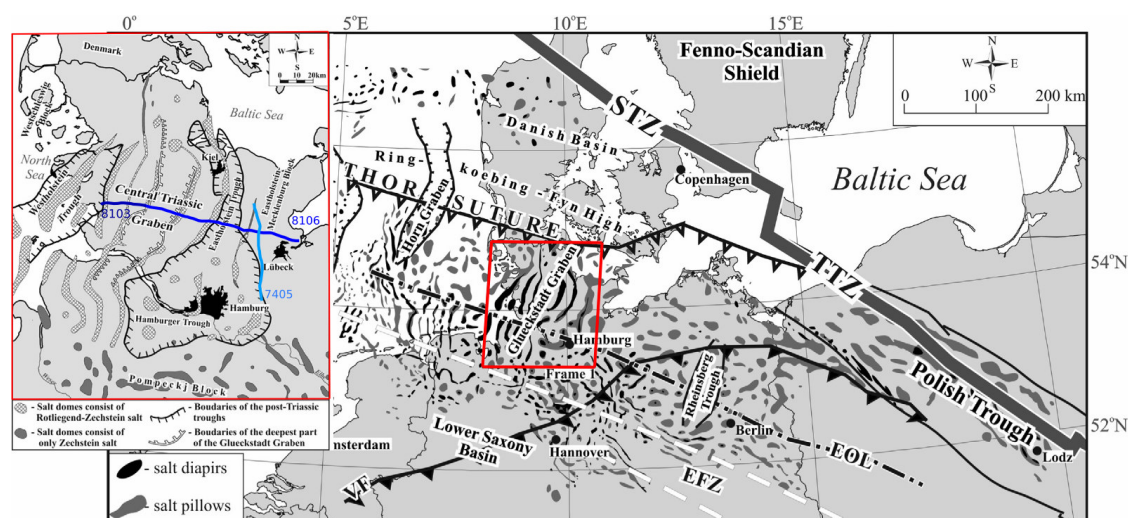 0°
5°E
10°E
15°E
54°N
52°N
Denmark
N
W E
S
0 10 20km
Baltic Sea
Westschleswig
Block
North
Sea
Kiel
Westholstein
Trough
Central Triassic
Graben
Eastholstein Trough
Eastholstein-
Mecklenburg Block
8103
8106
Lübeck
7405
Hamburg
Hamburger Trough
Pompeckj Block
- Salt domes consist of
Rotliegend-Zechstein salt
- Salt domes consist of
only Zechstein salt
- Boundaries of the post-Triassic
troughs
- Boundaries of the deepest part
of the Glueckstadt Graben
- salt diapirs
- salt pillows
Fenno-Scandian
Shield
N
W E
S
0 100 200 km
STZ
Danish Basin
Ring-
koebing - Fyn High
THOR SUTURE
Horn Graben
Copenhagen
Baltic Sea
TTZ
Glueckstadt Graben
Hamburg
Frame 1
Rheinsberg
Trough
Polish Trough
Lower Saxony
Basin
Hannover
Berlin
EOL
EFZ
VF
Lodz
msterdam